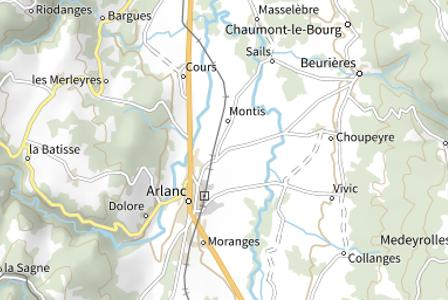 Riodanges
Bargues
Masselèbre
Chaumont-le-Bourg
Sails
Beurières
Cours
les Merleyres
Montis
Choupeyre
la Batisse
Arlanc
Vivic
Dolore
Moranges
Medeyrolles
Collanges
la Sagne